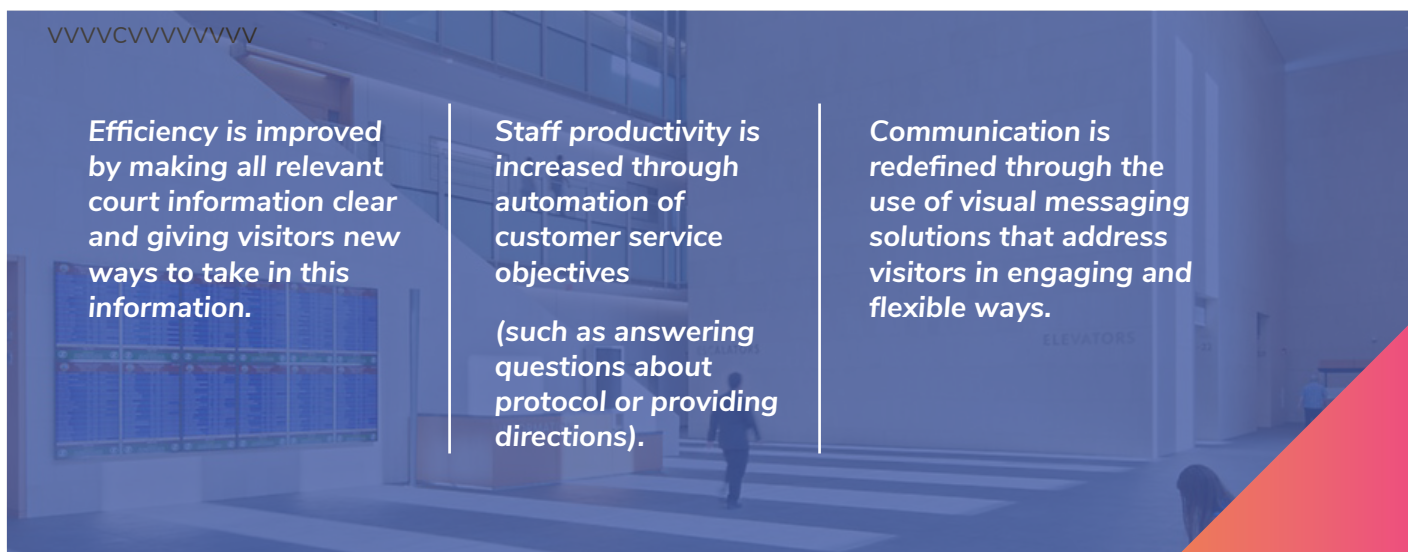 VVVVCVVVVVVVV
Efficiency is improved
by making all relevant
court information clear
and giving visitors new
ways to take in this
information.
Staff productivity is
increased through
automation of
customer service
objectives
(such as answering
questions about
protocol or providing
directions).
Communication is
redefined through the
use of visual messaging
solutions that address
visitors in engaging and
flexible ways.
ELEVATORS